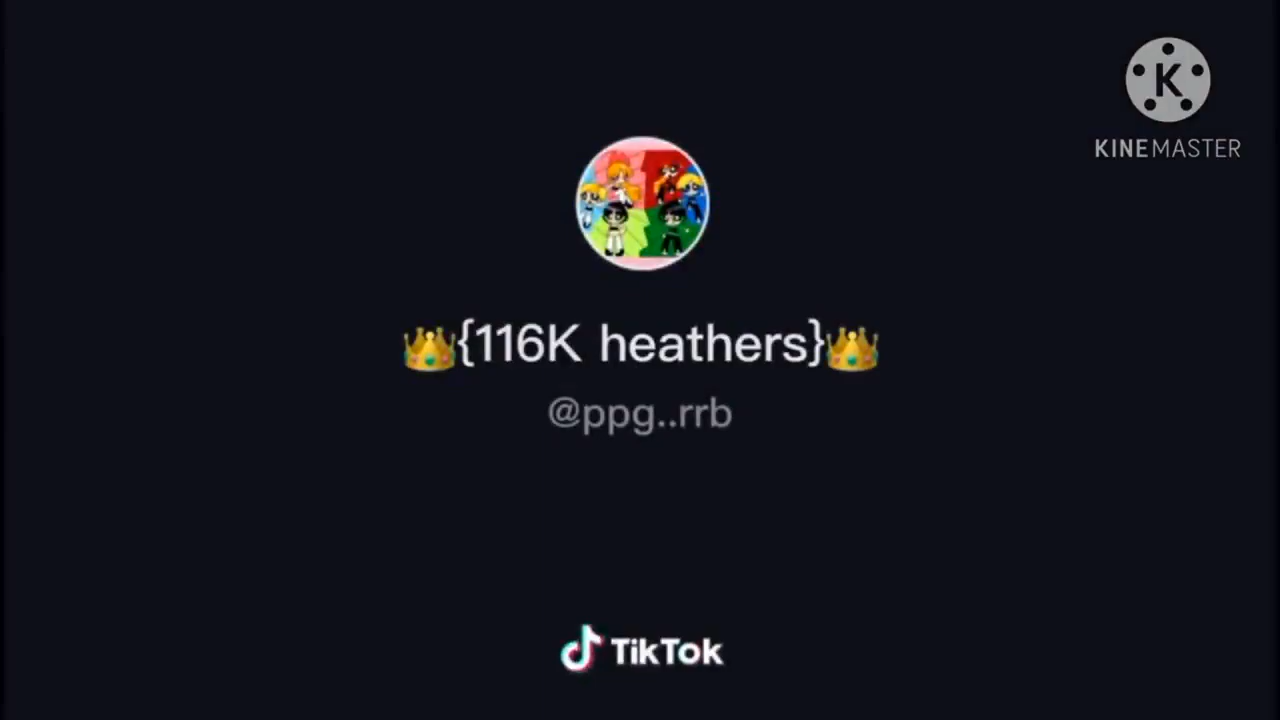 K
KINEMASTER
👑{116K heathers}👑
@ppg..rrb
TikTok